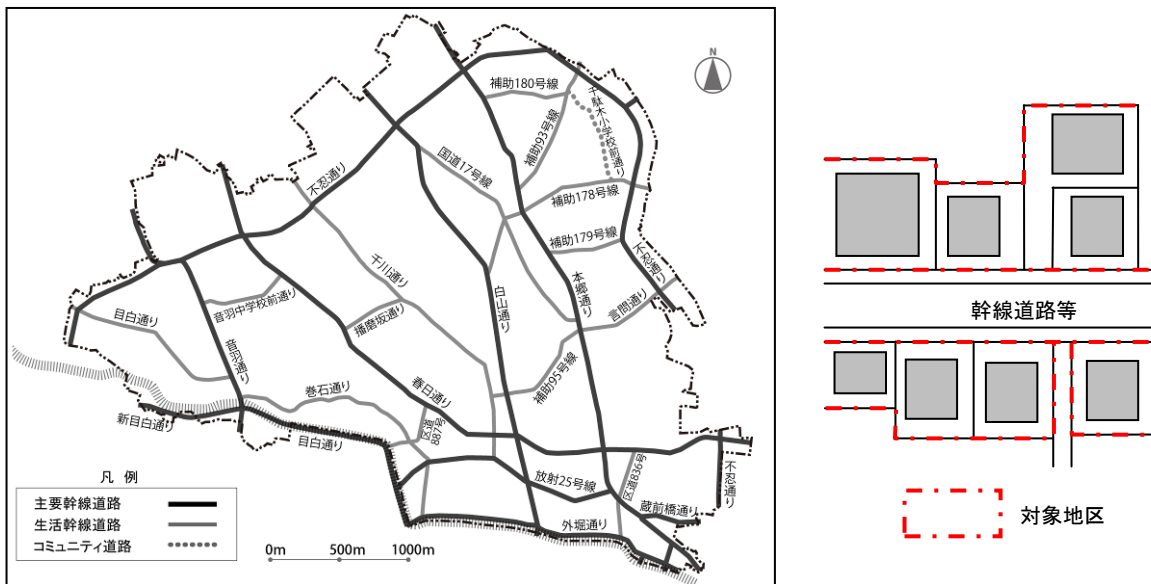 N
補助180号線
千駄木小学校前通り
補助93号線
国道17号線
不忍通り
補助178号線
補助179号線
不忍通り
千川通り
本郷通り
白山通り
言問通り
音羽中学校前通り
目白通り
播磨坂通り
音羽通り
補助95号線
春日通り
巻石通り
区道
887号
新目白通り
目白通り
放射25号線
区道836号
不忍通り
蔵前橋通り
外堀通り
凡 例
主要幹線道路
生活幹線道路
コミュニティ道路
0m 500m 1000m
幹線道路等
対象地区